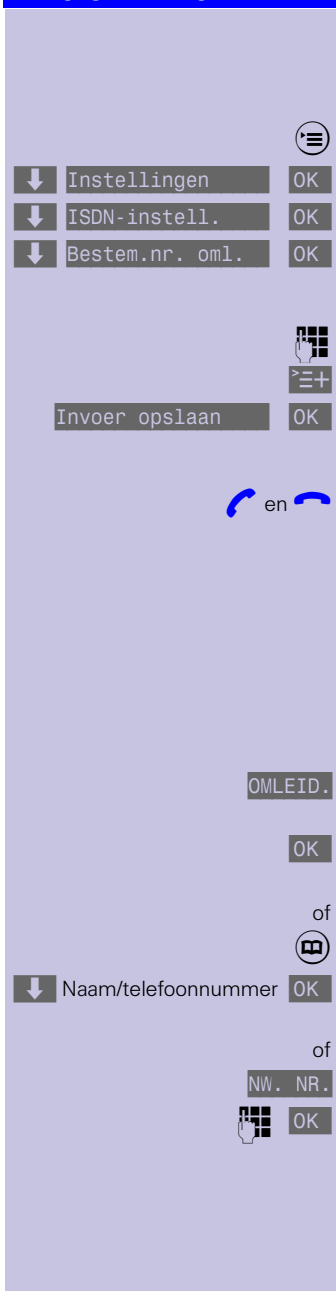 Instellingen OK
ISDN-instell. OK
Bestem.nr. oml. OK
Invoer opslaan OK
en
OMLEID.
OK
of
Naam/telefoonnummer OK
of
NW. NR.
OK